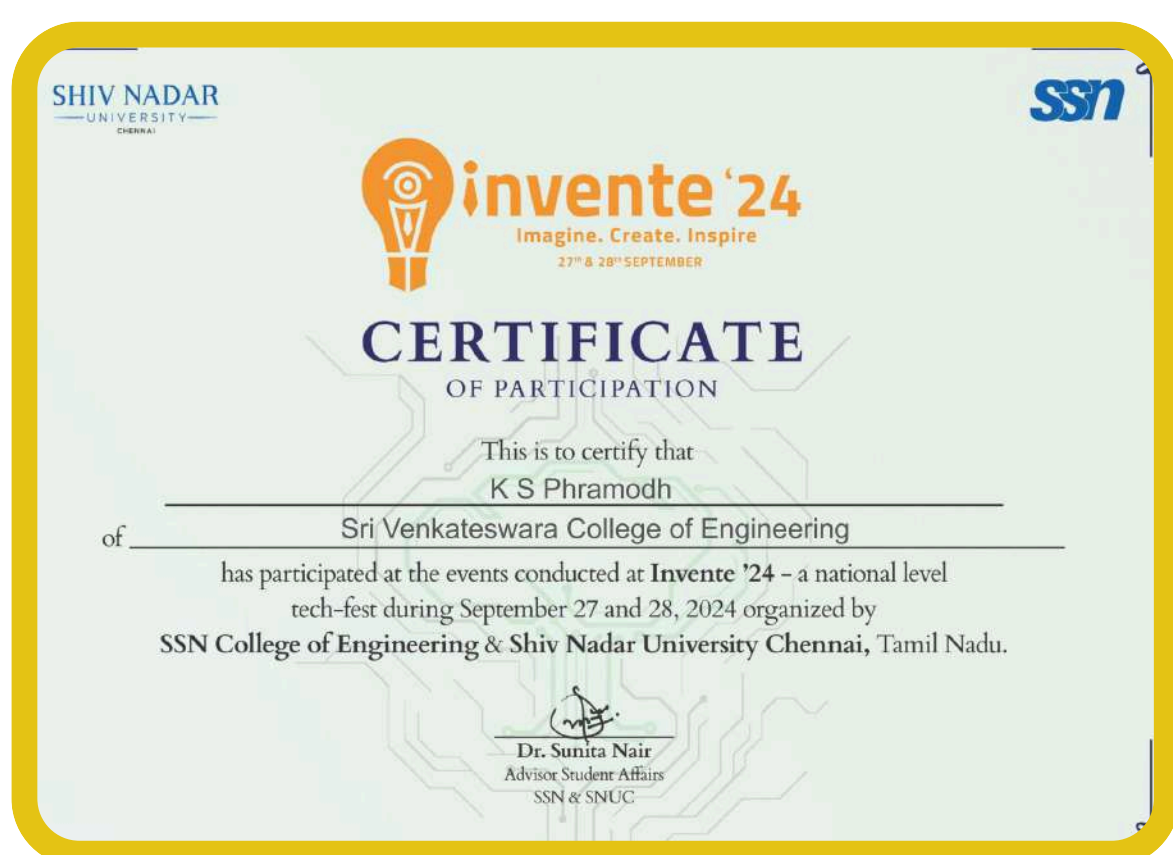 SHIV NADAR
UNIVERSITY
CHENNAI
ssn
invente ‘24
Imagine. Create. Inspire
27th & 28th SEPTEMBER
CERTIFICATE
OF PARTICIPATION
This is to certify that
K S Phramodh
of Sri Venkateswara College of Engineering
has participated at the events conducted at Invente ’24 – a national level
tech-fest during September 27 and 28, 2024 organized by
SSN College of Engineering & Shiv Nadar University Chennai, Tamil Nadu.
Dr. Sunita Nair
Advisor Student Affairs
SSN & SNUC